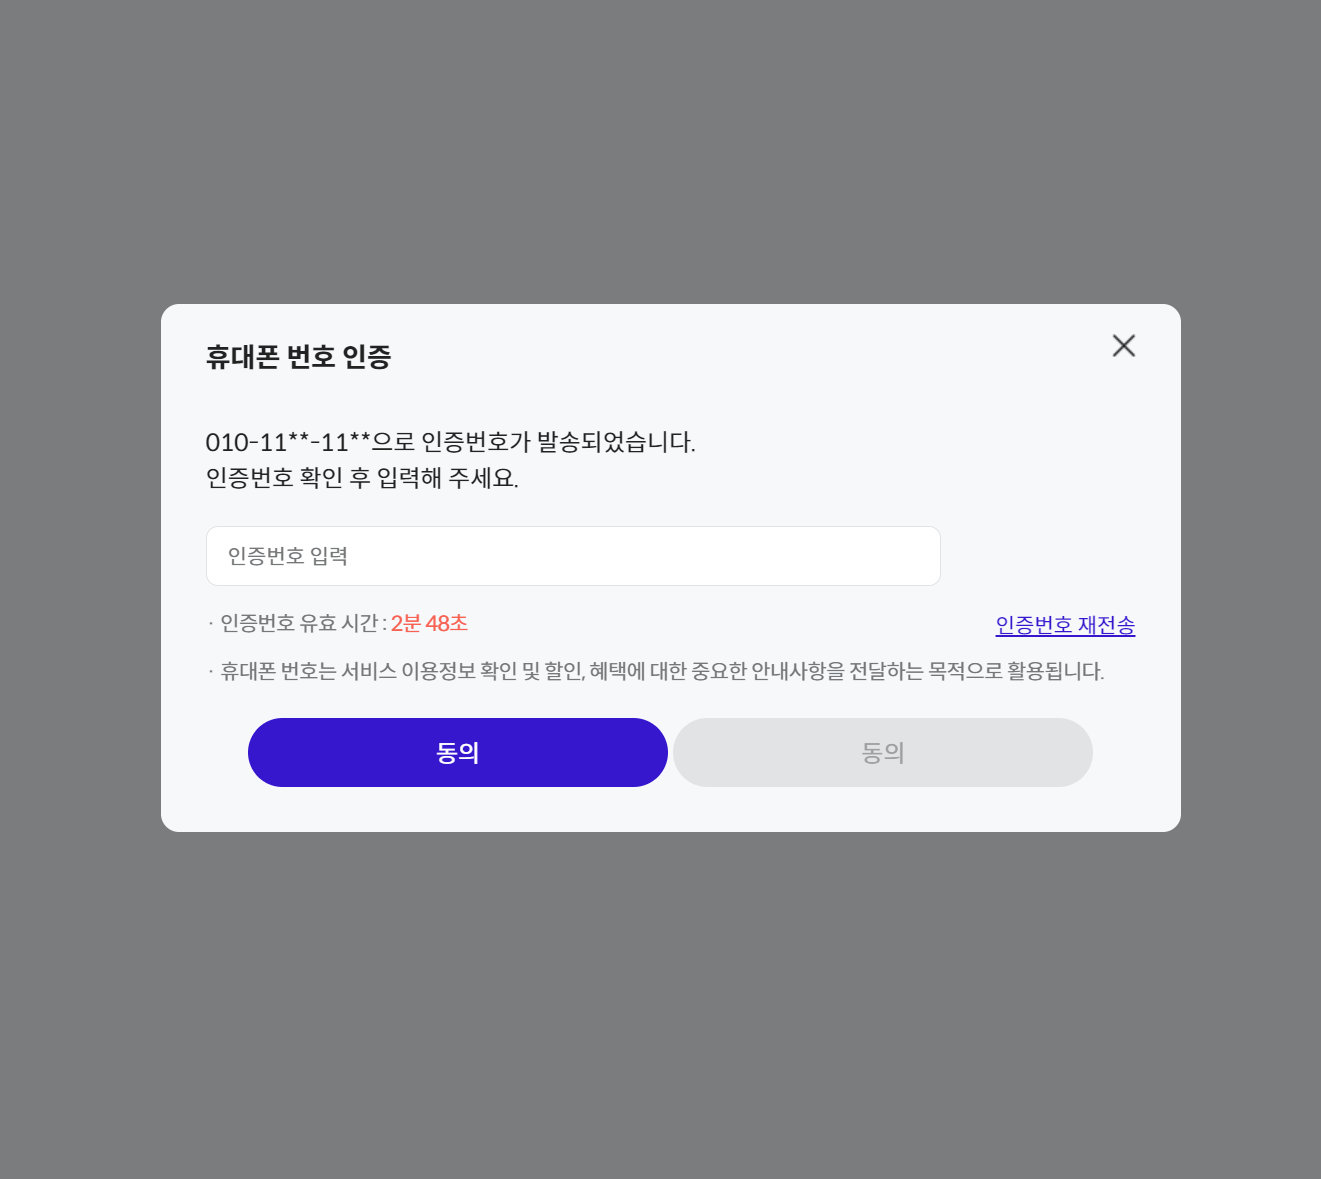 휴대폰 번호 인증
010-11**-11**으로 인증번호가 발송되었습니다.
인증번호 확인 후 입력해 주세요.
인증번호 입력
· 인증번호 유효 시간 : 2분 48초
인증번호 재전송
· 휴대폰 번호는 서비스 이용정보 확인 및 할인, 혜택에 대한 중요한 안내사항을 전달하는 목적으로 활용됩니다.
동의
동의